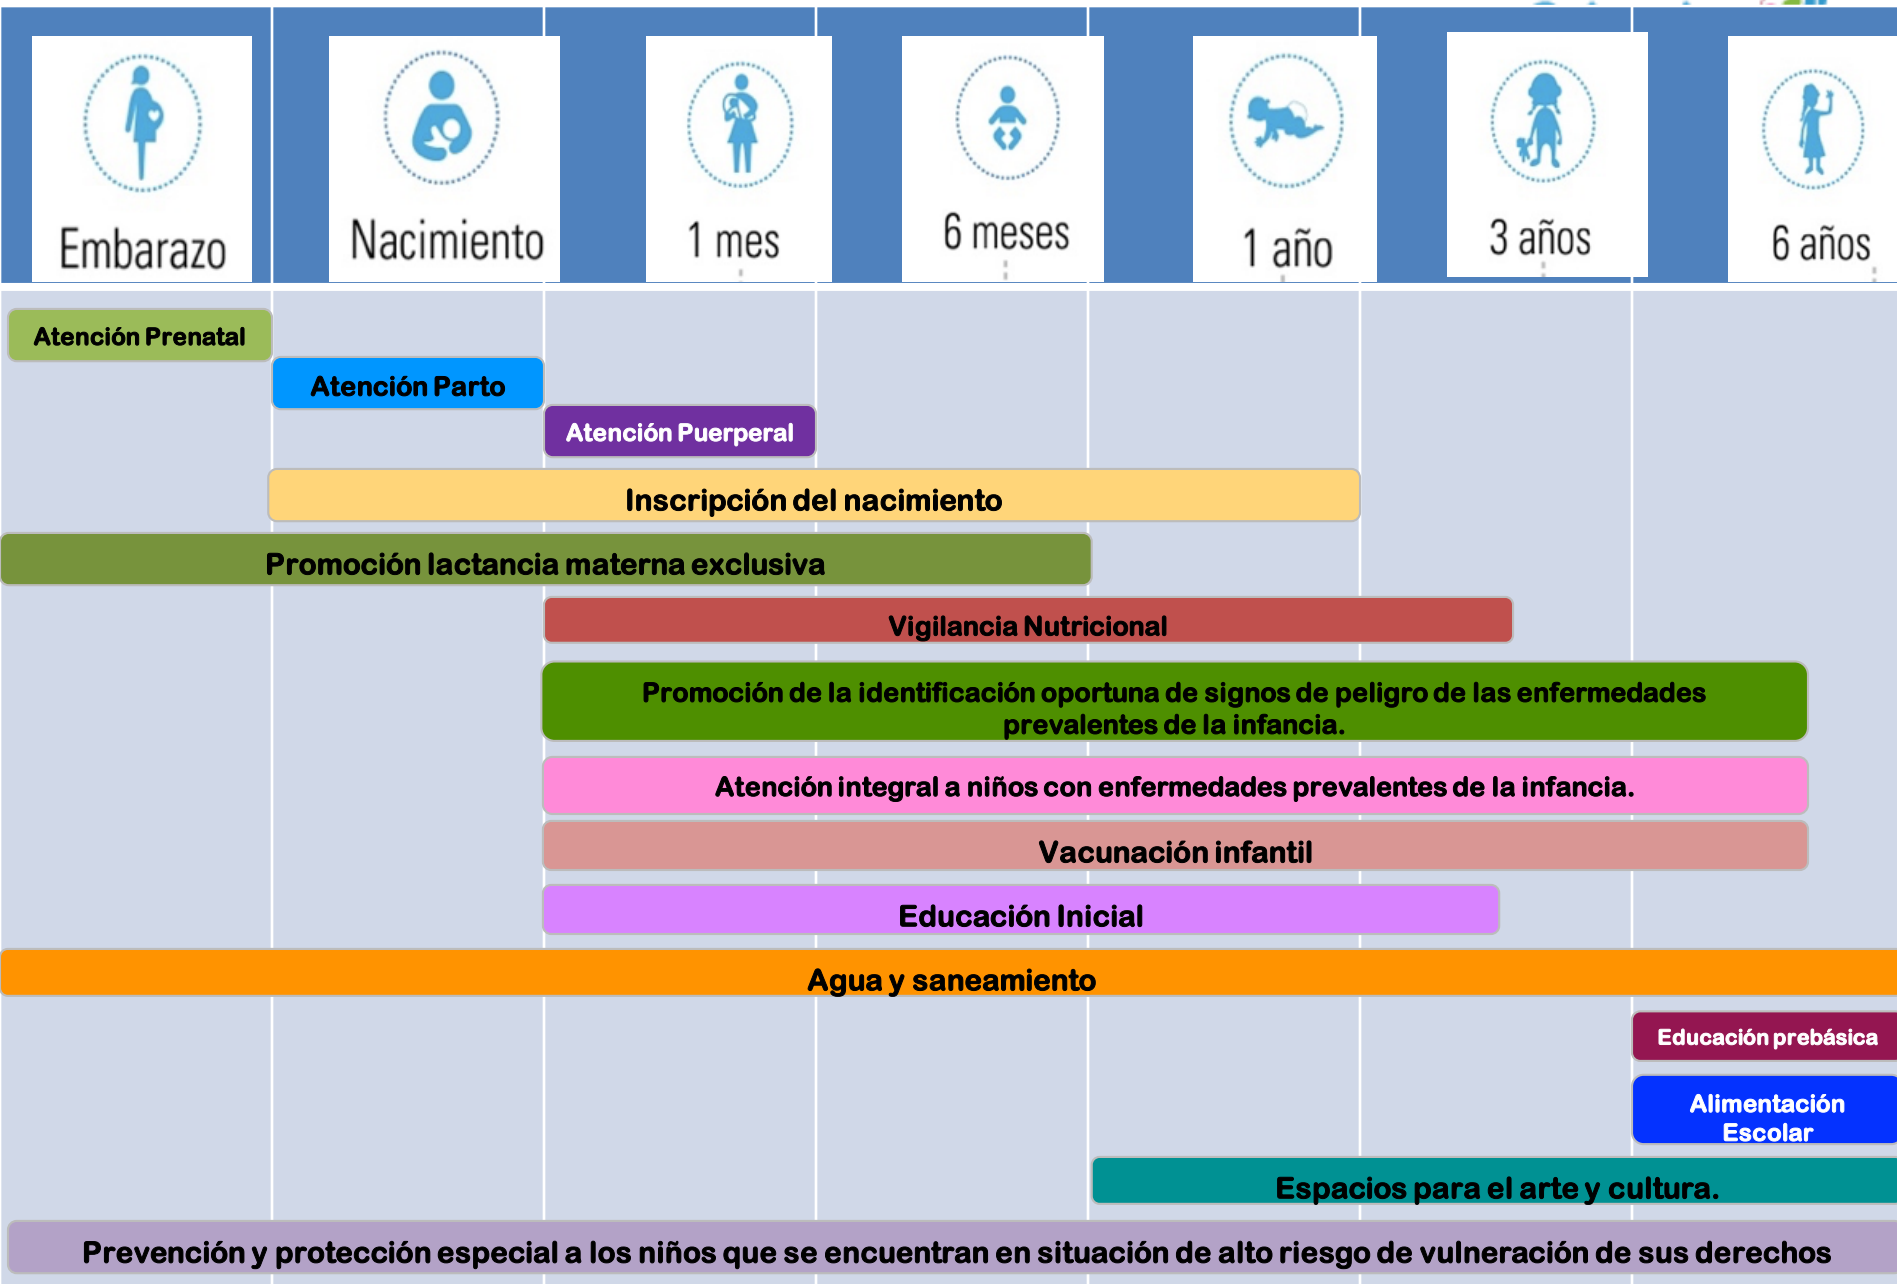 Embarazo
Nacimiento
1 mes
6 meses
1 año
3 años
6 años
Atención Prenatal
Atención Parto
Atención Puerperal
Inscripción del nacimiento
Promoción lactancia materna exclusiva
Vigilancia Nutricional
Promoción de la identificación oportuna de signos de peligro de las enfermedades
prevalentes de la infancia.
Atención integral a niños con enfermedades prevalentes de la infancia.
Vacunación infantil
Educación Inicial
Agua y saneamiento
Educación prebásica
Alimentación
Escolar
Espacios para el arte y cultura.
Prevención y protección especial a los niños que se encuentran en situación de alto riesgo de vulneración de sus derechos